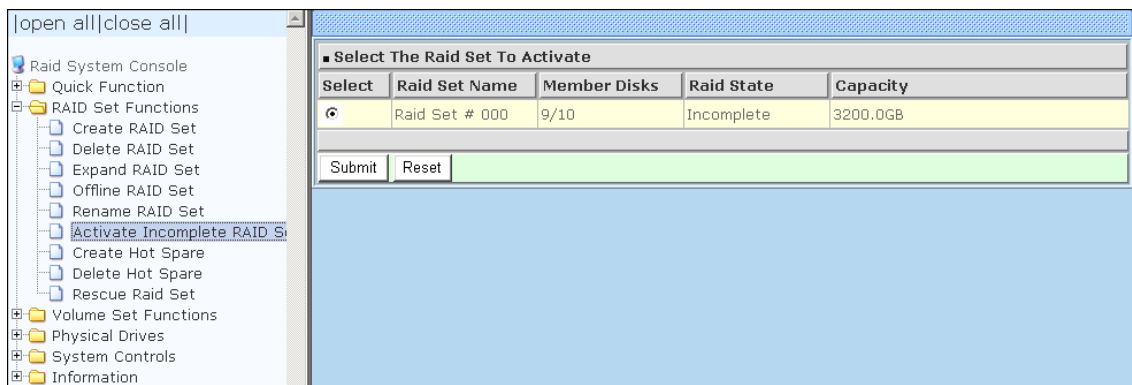 |open all|close all|
Raid System Console
Quick Function
RAID Set Functions
Create RAID Set
Delete RAID Set
Expand RAID Set
Offline RAID Set
Rename RAID Set
Activate Incomplete RAID S
Create Hot Spare
Delete Hot Spare
Rescue Raid Set
Volume Set Functions
Physical Drives
System Controls
Information
Select The Raid Set To Activate
Select Raid Set Name Member Disks Raid State Capacity
Raid Set # 000 9/10 Incomplete 3200.0GB
Submit Reset